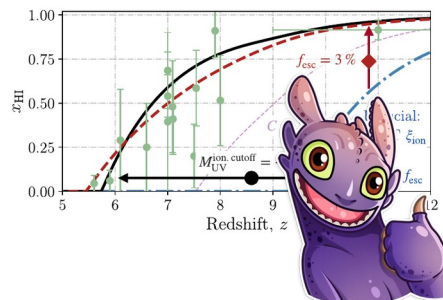 1.00
0.75
0.50
0.25
0.00
x_HI
f_esc = 3 %
C
ξ_ion
M_UV^ion. cutoff =
f_esc
5 6 7 8 9 12
Redshift, z